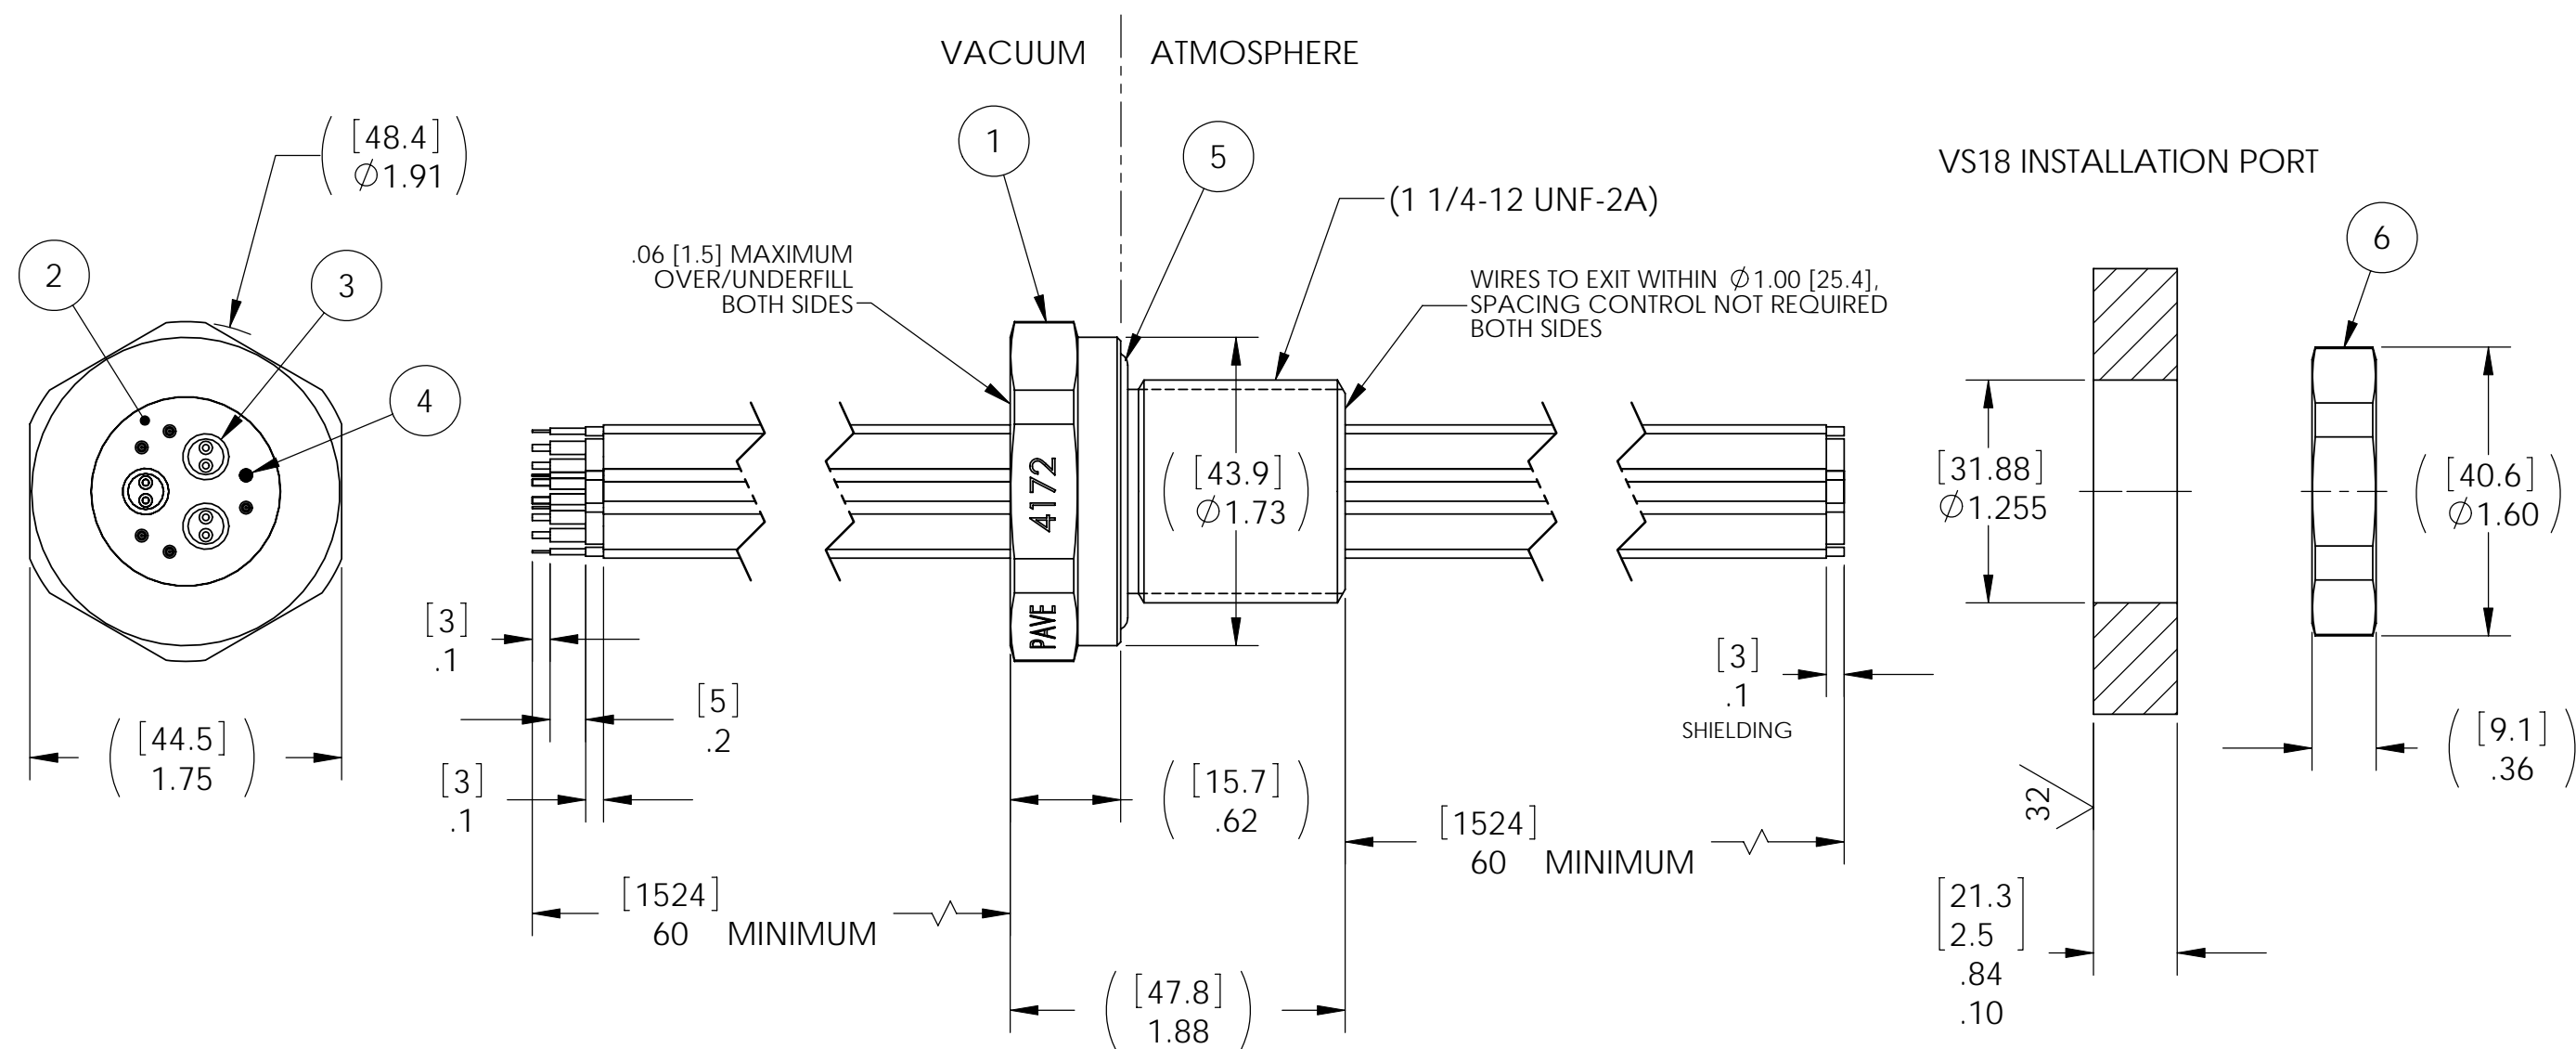 VACUUM
ATMOSPHERE
1
5
([48.4]
∅1.91)
VS18 INSTALLATION PORT
(1 1/4-12 UNF-2A)
6
2
3
4
.06 [1.5] MAXIMUM
OVER/UNDERFILL
BOTH SIDES
WIRES TO EXIT WITHIN ∅1.00 [25.4],
SPACING CONTROL NOT REQUIRED
BOTH SIDES
4172
PAVE
([43.9]
∅1.73)
[31.88]
∅1.255
([40.6]
∅1.60)
[3]
.1
[5]
.2
[3]
.1
([44.5]
1.75)
[3]
.1
SHIELDING
([15.7]
.62)
[1524]
60 MINIMUM
[1524]
60 MINIMUM
([47.8]
1.88)
32
([9.1]
.36)
[21.3]
[2.5]
.84
.10